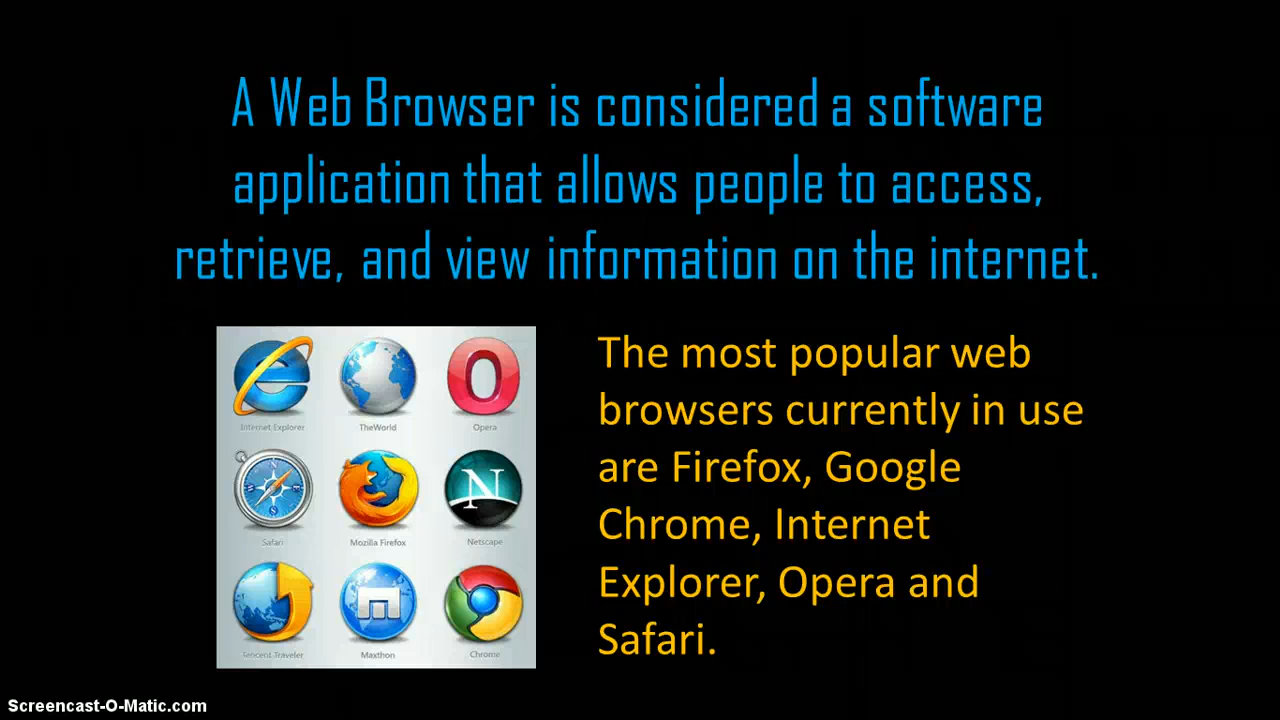 A Web Browser is considered a software
application that allows people to access,
retrieve, and view information on the internet.
Internet Explorer
TheWorld
Opera
Safari
Mozilla Firefox
Netscape
Tencent Traveler
Maxthon
Chrome
The most popular web
browsers currently in use
are Firefox, Google
Chrome, Internet
Explorer, Opera and
Safari.
Screencast-O-Matic.com